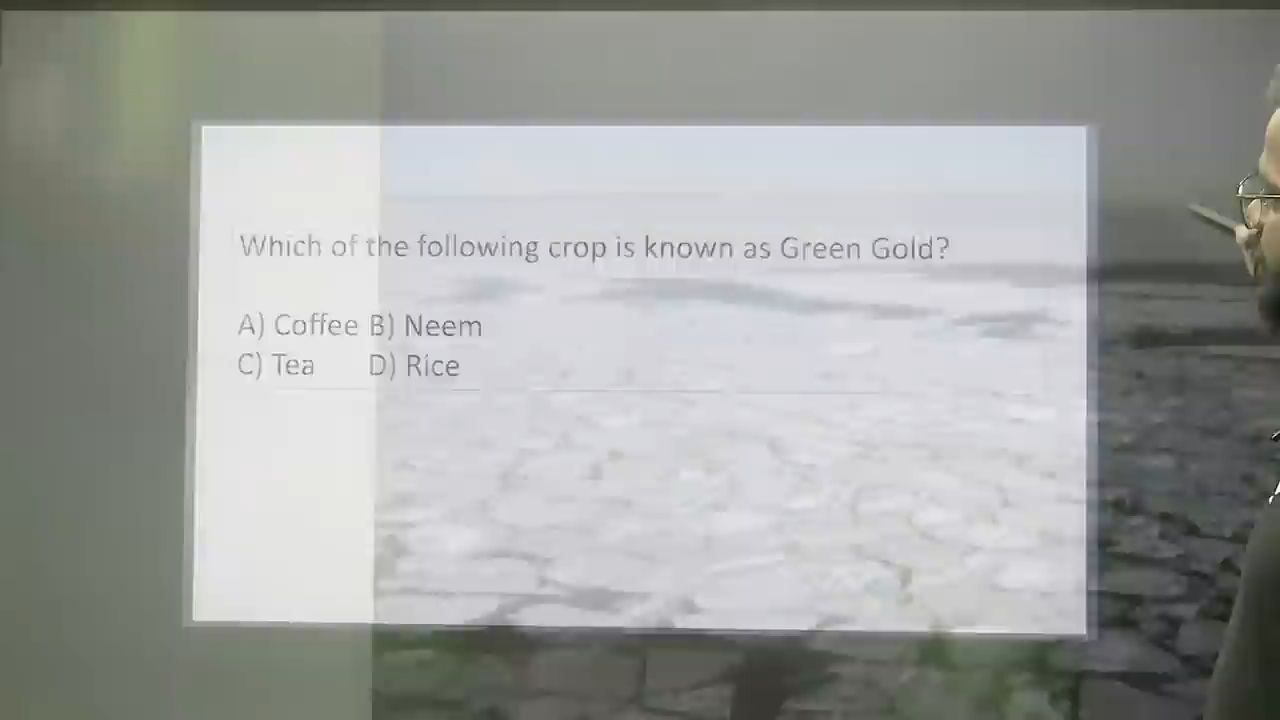 Which of the following crop is known as Green Gold?
A) Coffee B) Neem
C) Tea D) Rice